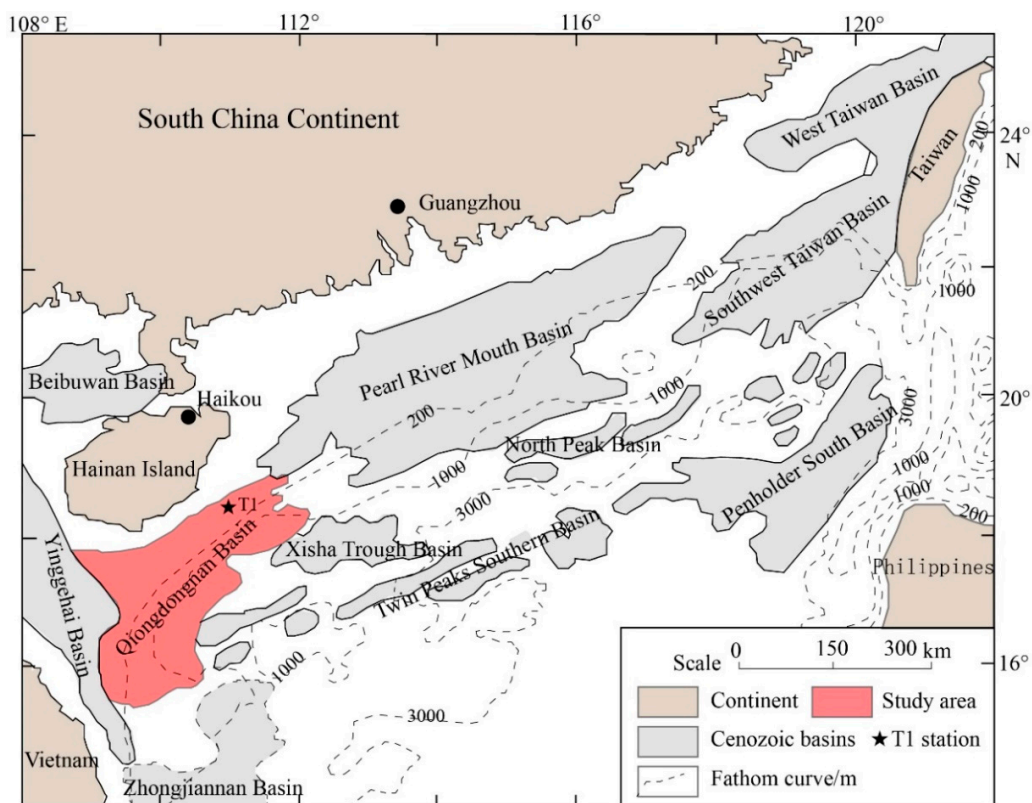 108° E
112°
116°
120°
South China Continent
West Taiwan Basin
Taiwan
200
24°
N
1000
Guangzhou
Southwest Taiwan Basin
200
1000
Pearl River Mouth Basin
Beibuwan Basin
Haikou
200
1000
20°
3000
North Peak Basin
Hainan Island
1000
Penholder South Basin
1000
T1
3000
1000
200
Yinggehai Basin
Qiongdongnan Basin
Xisha Trough Basin
Twin Peaks Southern Basin
Philippines
1000
16°
Scale 0 150 300 km
3000
Continent Study area
Cenozoic basins ★T1 station
Vietnam
Zhongjiannan Basin
Fathom curve/m